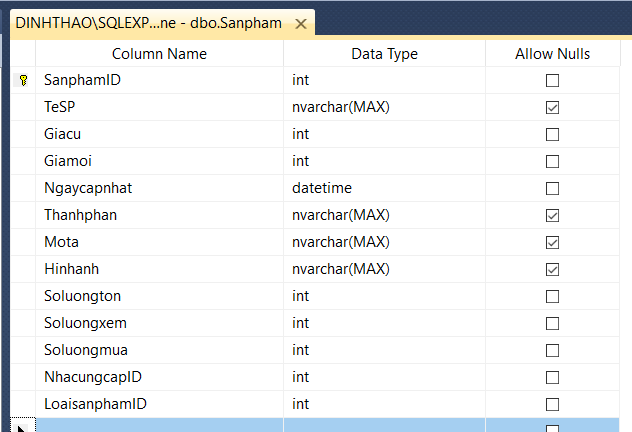 DINHTHAO\SQLEXP...ne - dbo.Sanpham
Column Name Data Type Allow Nulls
SanphamID int
TeSP nvarchar(MAX)
Giacu int
Giamoi int
Ngaycapnhat datetime
Thanhphan nvarchar(MAX)
Mota nvarchar(MAX)
Hinhanh nvarchar(MAX)
Soluongton int
Soluongxem int
Soluongmua int
NhacungcapID int
LoaisanphamID int